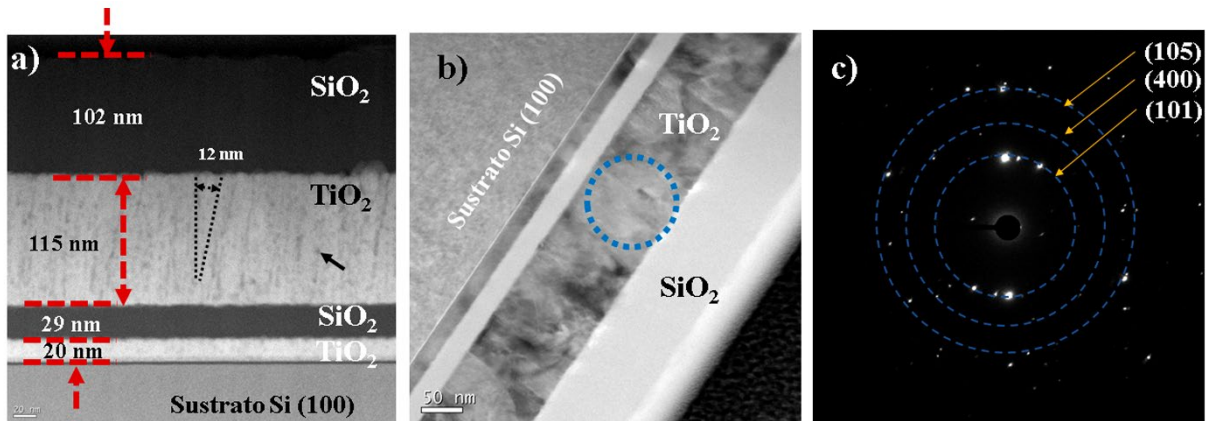 a)
SiO₂
102 nm
12 nm
TiO₂
115 nm
SiO₂
29 nm
TiO₂
20 nm
Sustrato Si (100)
20 nm
b)
Sustrato Si (100)
TiO₂
SiO₂
50 nm
c)
(105)
(400)
(101)